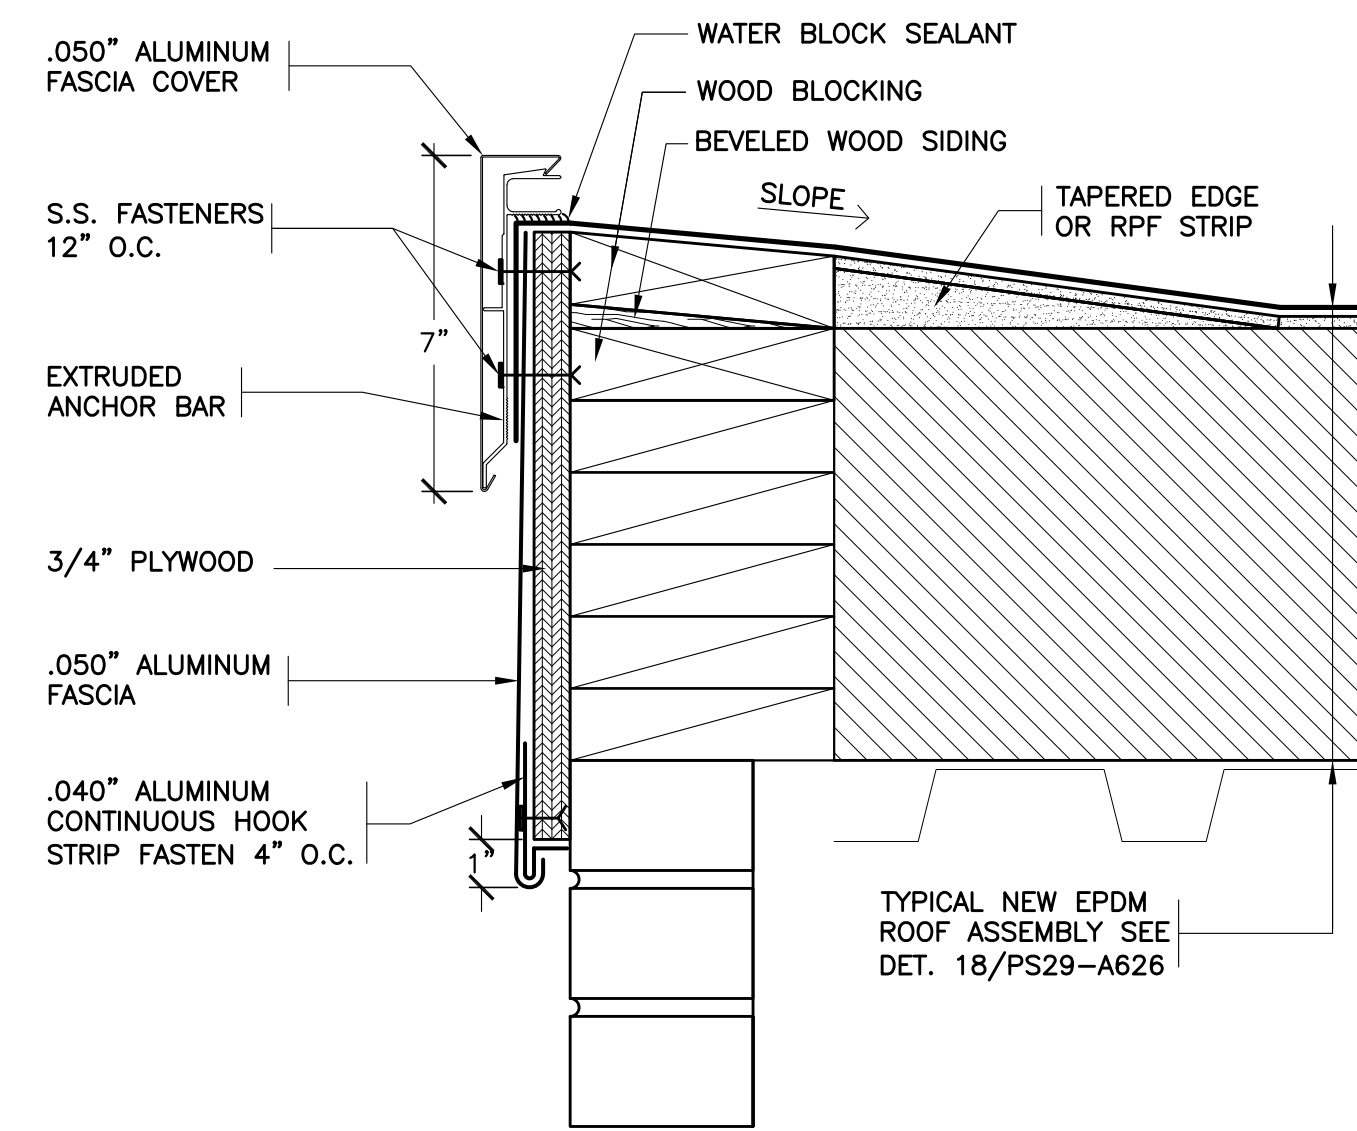 .050” ALUMINUM
FASCIA COVER
WATER BLOCK SEALANT
WOOD BLOCKING
BEVELED WOOD SIDING
SLOPE
TAPERED EDGE
OR RPF STRIP
S.S. FASTENERS
12” O.C.
7”
EXTRUDED
ANCHOR BAR
3/4” PLYWOOD
.050” ALUMINUM
FASCIA
.040” ALUMINUM
CONTINUOUS HOOK
STRIP FASTEN 4” O.C.
1”
TYPICAL NEW EPDM
ROOF ASSEMBLY SEE
DET. 18/PS29-A626